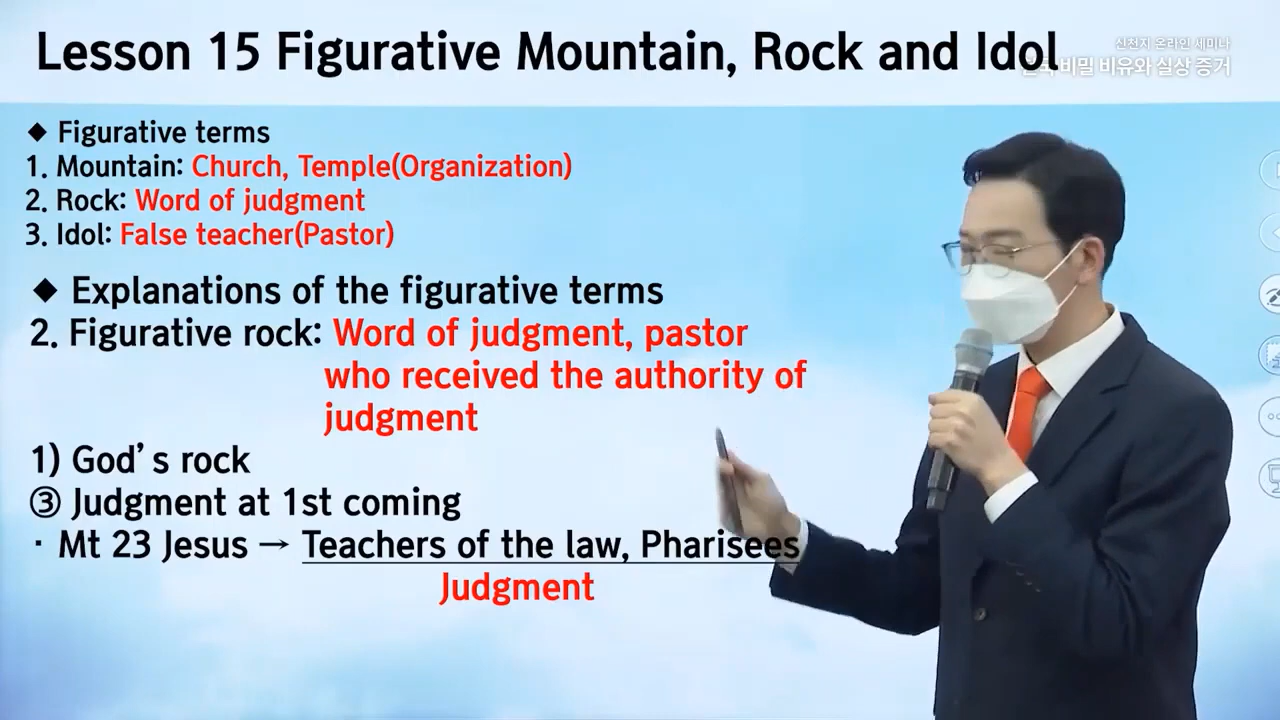 Lesson 15 Figurative Mountain, Rock and Idol
신천지 온라인 세미나
비밀 비유와 실상 증거
◆ Figurative terms
1. Mountain: Church, Temple(Organization)
2. Rock: Word of judgment
3. Idol: False teacher(Pastor)
◆ Explanations of the figurative terms
2. Figurative rock: Word of judgment, pastor
who received the authority of
judgment
1) God’s rock
③ Judgment at 1st coming
· Mt 23 Jesus → Teachers of the law, Pharisees
Judgment